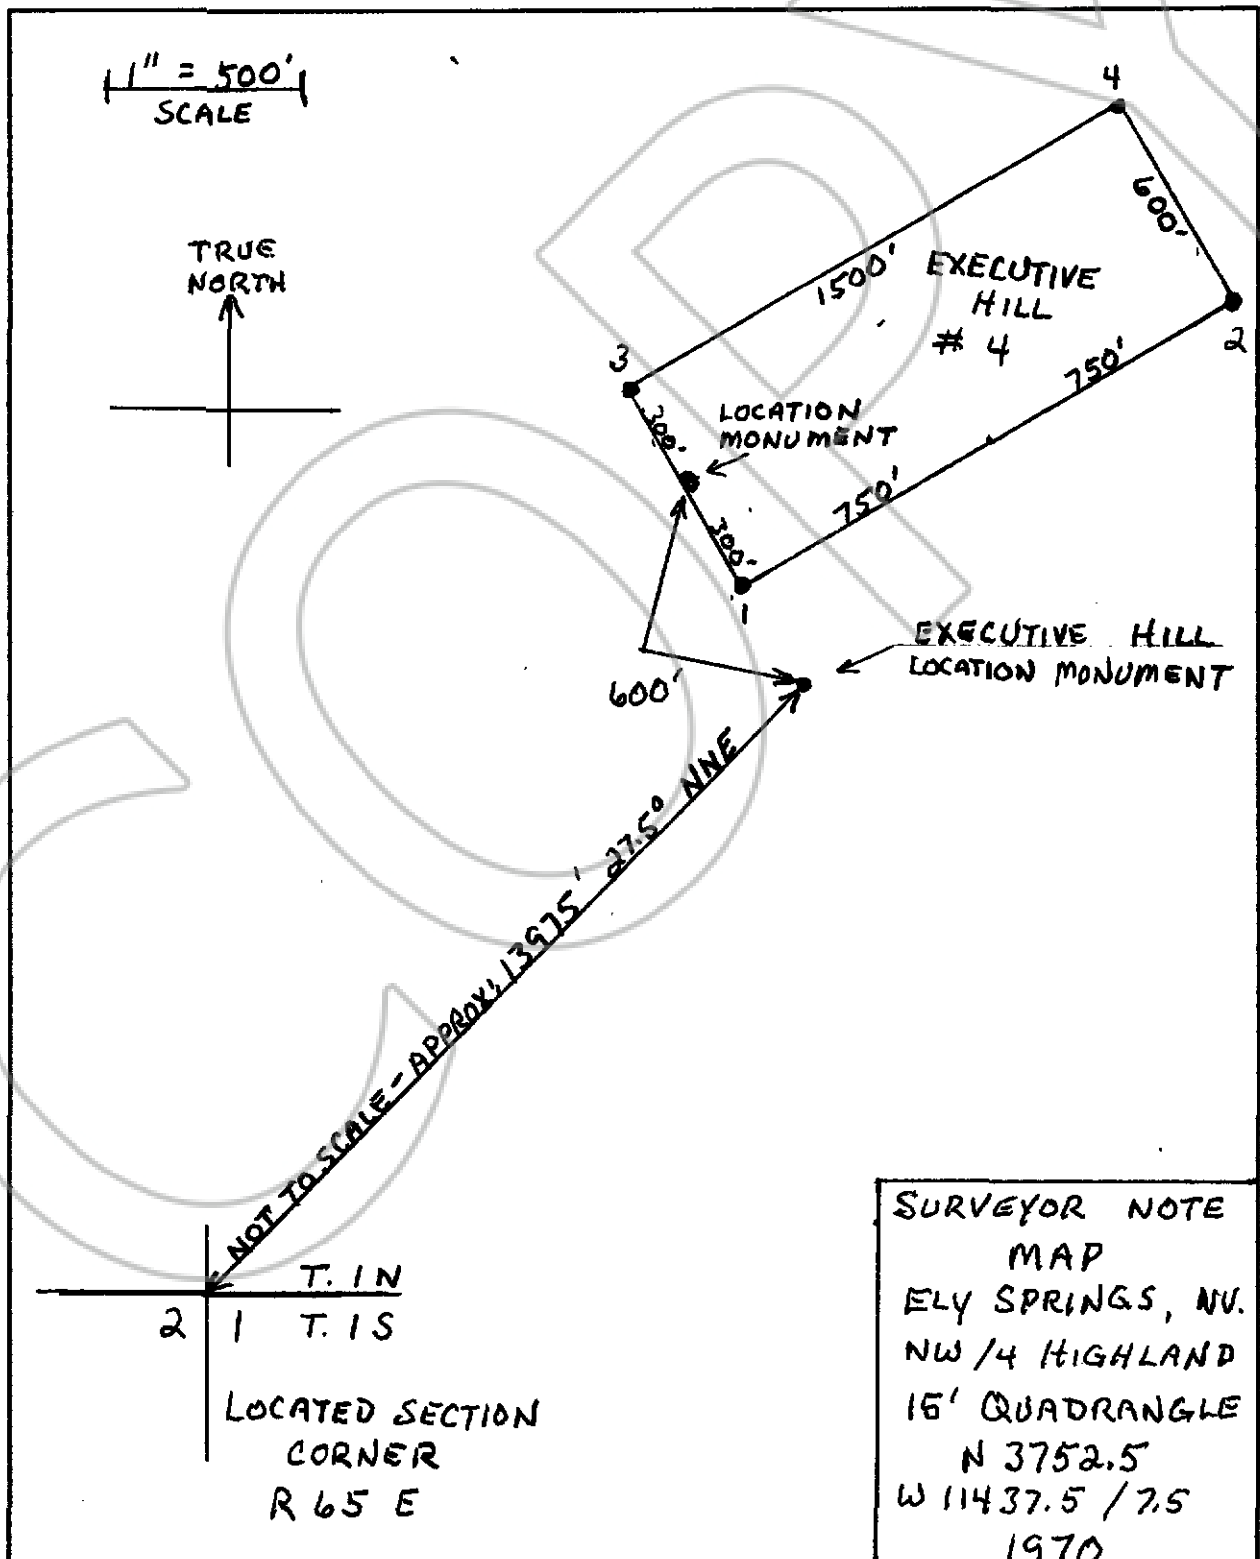 1" = 500'
SCALE
TRUE
NORTH
4
600'
1500'
EXECUTIVE
HILL
# 4
2
3
750'
300'
LOCATION
MONUMENT
750'
300'
1
EXECUTIVE HILL
LOCATION MONUMENT
600'
NOT TO SCALE - APPROX, 13975' 27.5° NNE
T. 1 N
2 1 T. 1 S
LOCATED SECTION
CORNER
R 65 E
SURVEYOR NOTE
MAP
ELY SPRINGS, NV.
NW /4 HIGHLAND
15' QUADRANGLE
N 3752.5
W 11437.5 / 7.5
1970
COPY